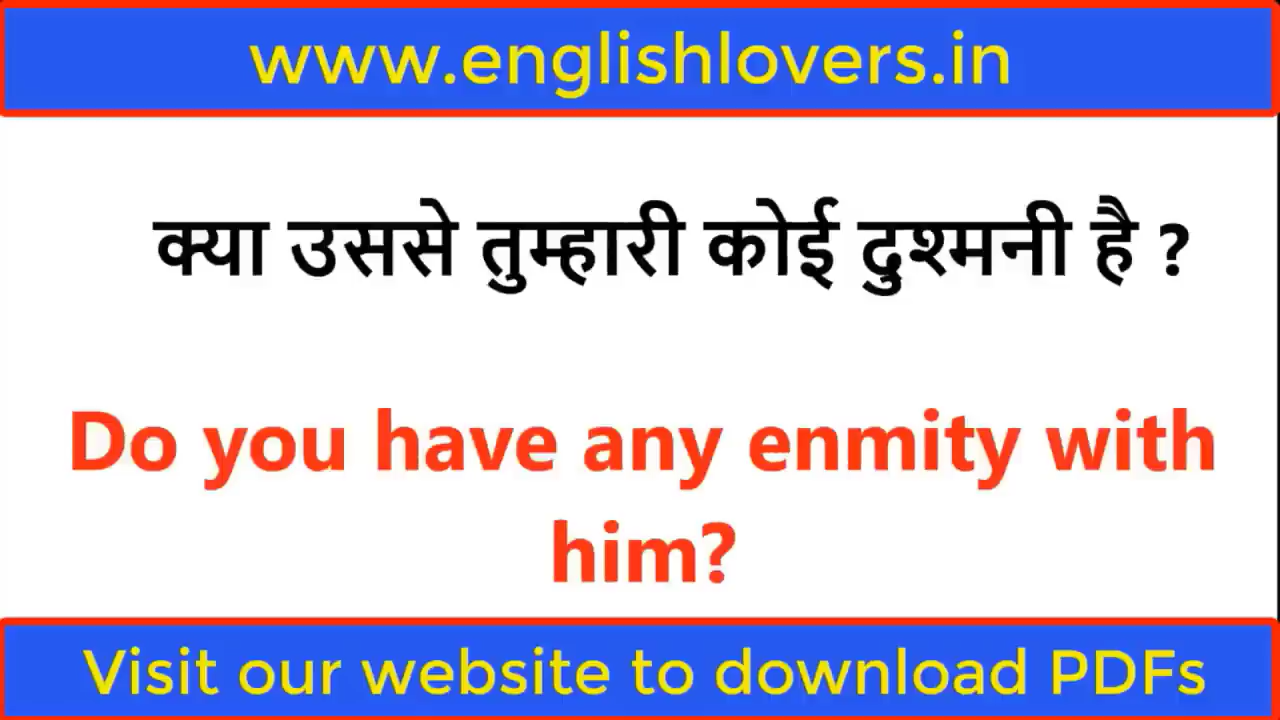 www.englishlovers.in
क्या उससे तुम्हारी कोई दुश्मनी है ?
Do you have any enmity with
him?
Visit our website to download PDFs